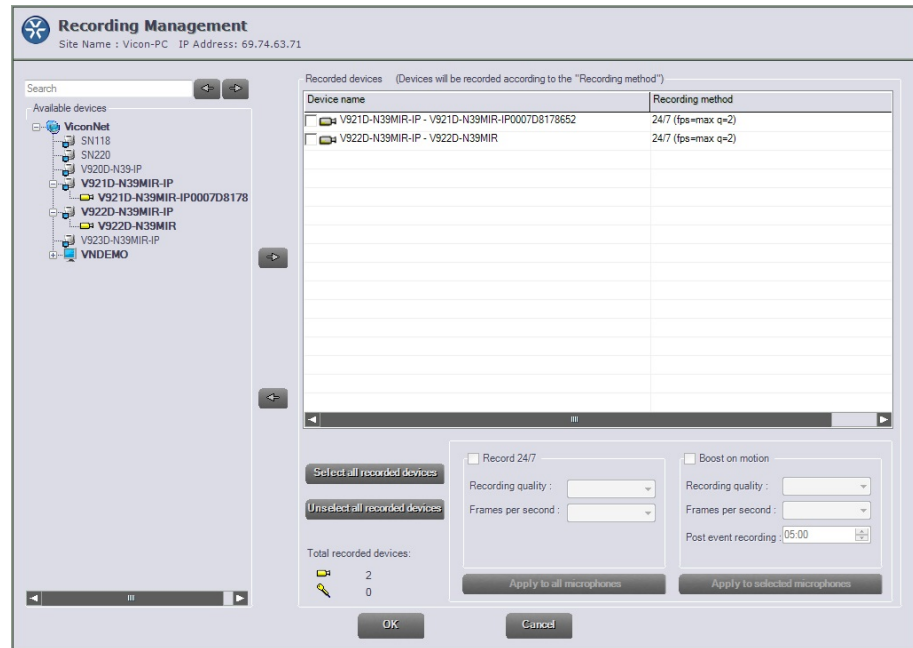 Recording Management
Site Name : Vicon-PC IP Address: 69.74.63.71
Search
Available devices
ViconNet
SN118
SN220
V920D-N39-IP
V921D-N39MIR-IP
V921D-N39MIR-IP0007D8178
V922D-N39MIR-IP
V922D-N39MIR
V923D-N39MIR-IP
VNDEMO
Recorded devices (Devices will be recorded according to the "Recording method")
Device name Recording method
V921D-N39MIR-IP - V921D-N39MIR-IP0007D8178652 24/7 (fps=max q=2)
V922D-N39MIR-IP - V922D-N39MIR 24/7 (fps=max q=2)
Select all recorded devices
Unselect all recorded devices
Total recorded devices:
2
0
Record 24/7
Recording quality :
Frames per second :
Apply to all microphones
Boost on motion
Recording quality :
Frames per second :
Post event recording : 05:00
Apply to selected microphones
OK Cancel